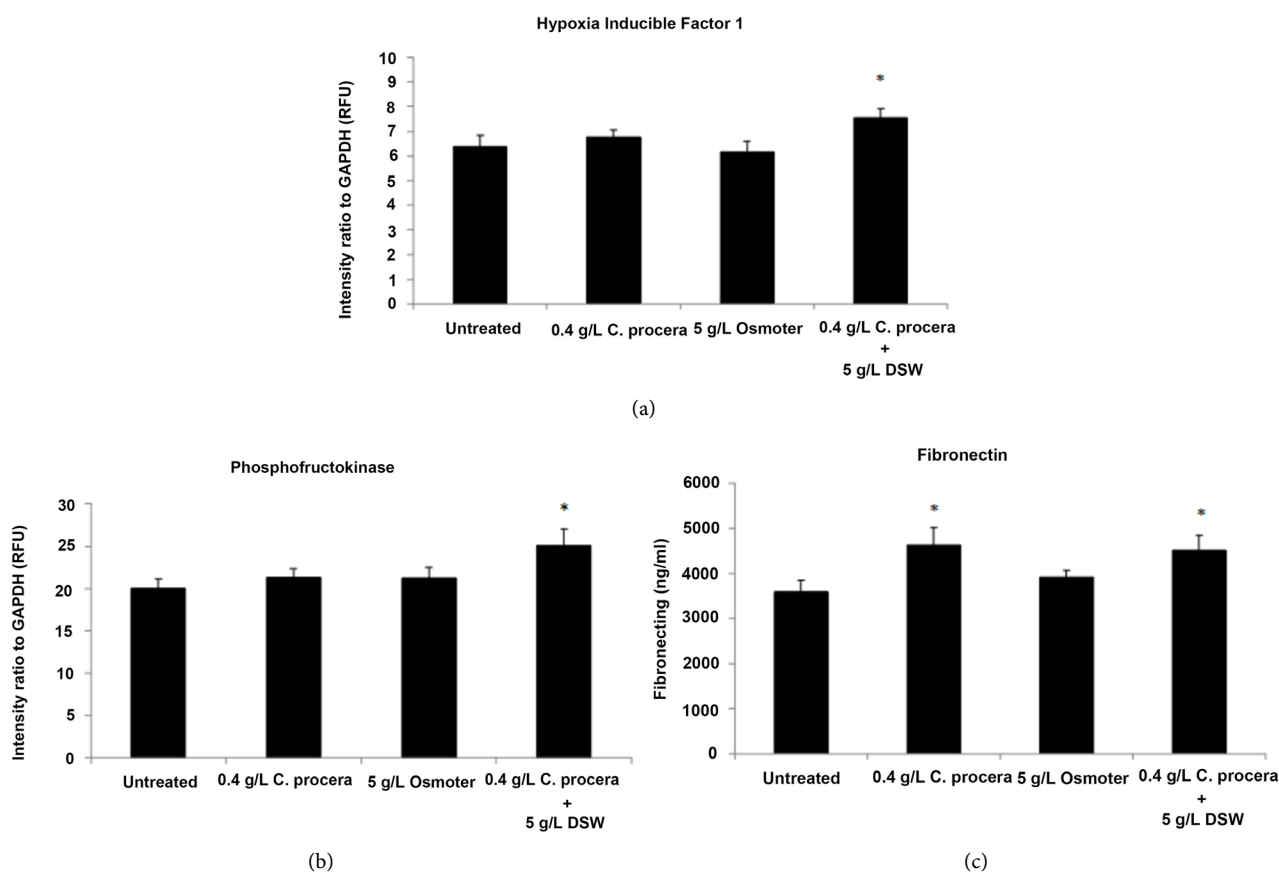 Hypoxia Inducible Factor 1
Intensity ratio to GAPDH (RFU)
10
9
8
7
6
5
4
3
2
1
0
*
Untreated
0.4 g/L C. procera
5 g/L Osmoter
0.4 g/L C. procera
+
5 g/L DSW
(a)
Phosphofructokinase
Intensity ratio to GAPDH (RFU)
30
25
20
15
10
5
0
*
Untreated
0.4 g/L C. procera
5 g/L Osmoter
0.4 g/L C. procera
+
5 g/L DSW
(b)
Fibronectin
Fibronecting (ng/ml)
6000
5000
4000
3000
2000
1000
0
*
*
Untreated
0.4 g/L C. procera
5 g/L Osmoter
0.4 g/L C. procera
+
5 g/L DSW
(c)